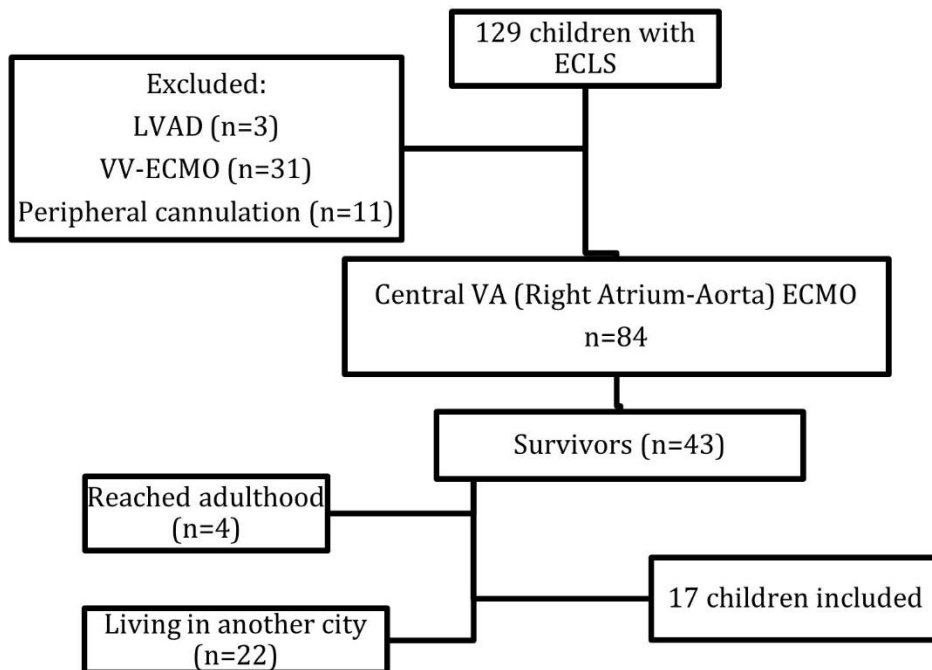 129 children with
ECLS
Excluded:
LVAD (n=3)
VV-ECMO (n=31)
Peripheral cannulation (n=11)
Central VA (Right Atrium-Aorta) ECMO
n=84
Survivors (n=43)
Reached adulthood
(n=4)
17 children included
Living in another city
(n=22)